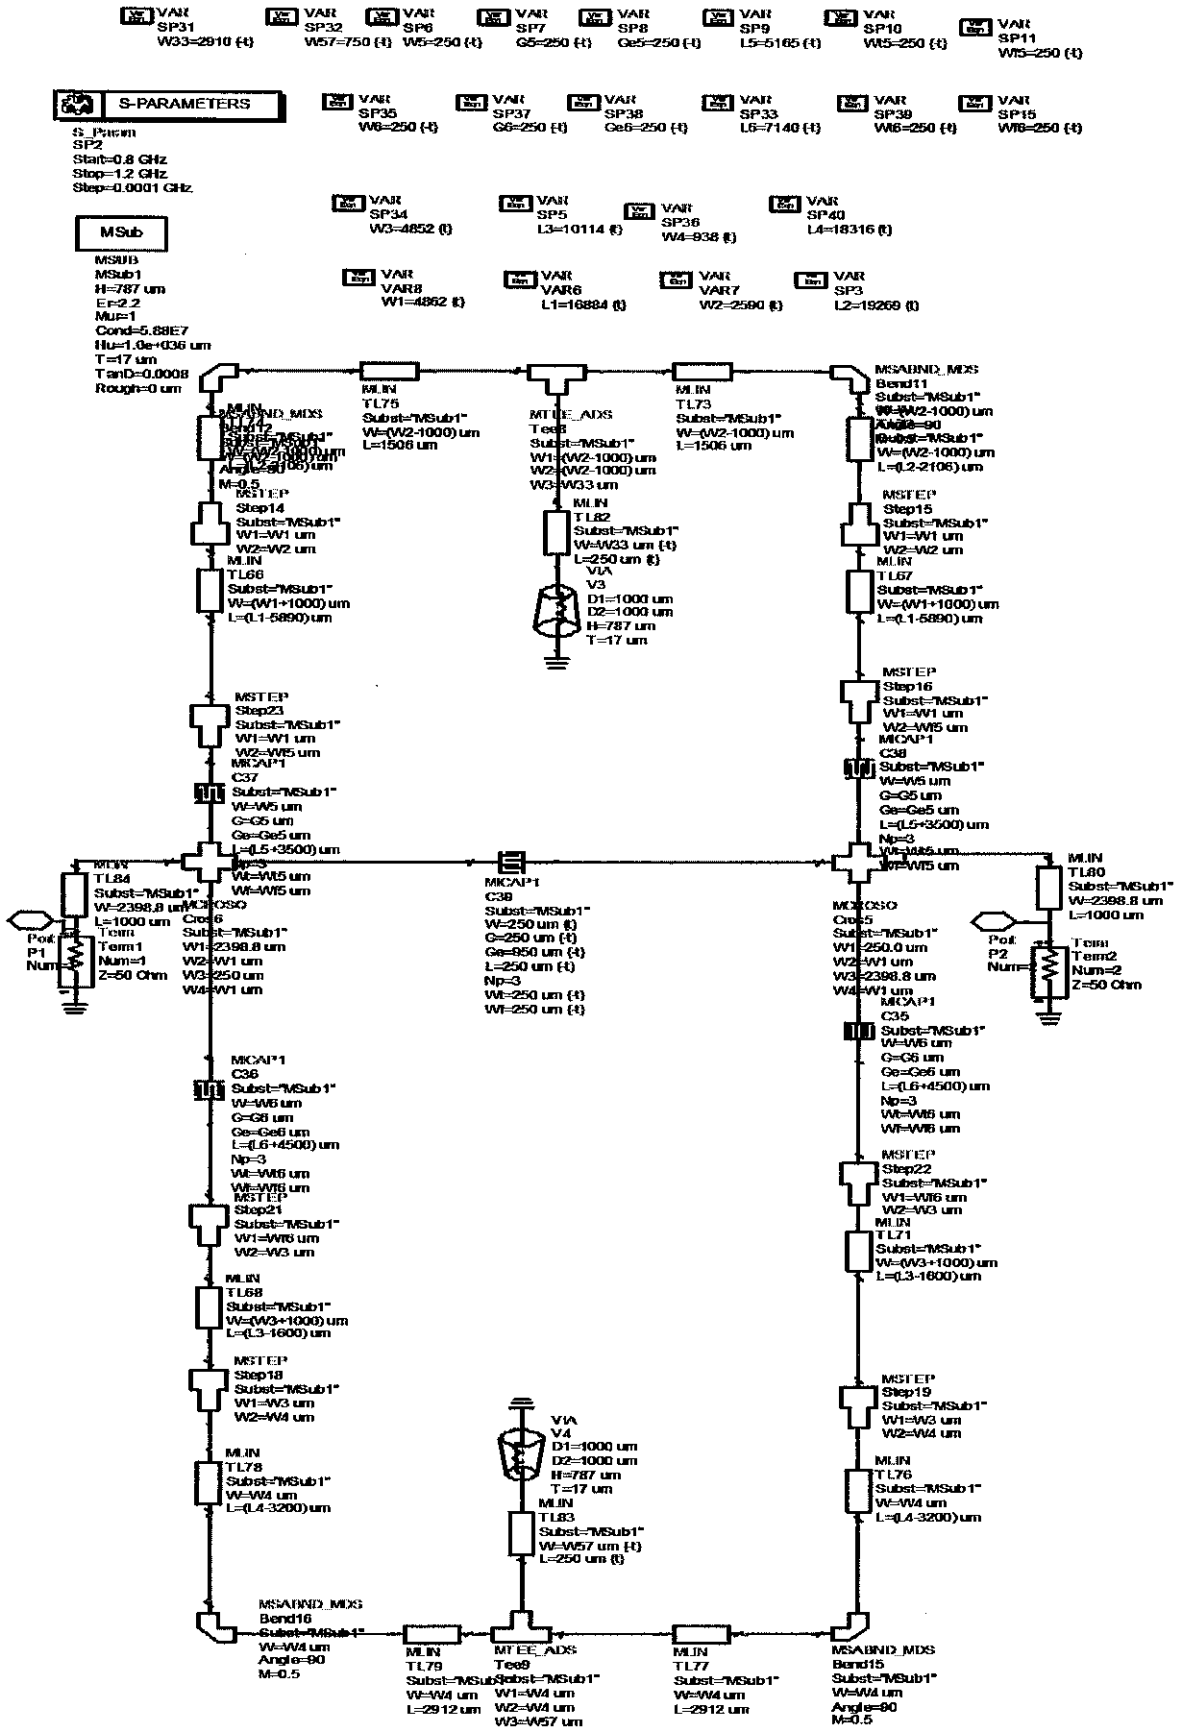 VAR
SP31
W33=2910 {-t}
VAR
SP32
W57=750 {-t}
VAR
SP6
W5=250 {-t}
VAR
SP7
G5=250 {-t}
VAR
SP8
Ge5=250 {-t}
VAR
SP9
L5=5165 {-t}
VAR
SP10
Wt5=250 {-t}
VAR
SP11
Wf5=250 {-t}
S-PARAMETERS
S_Param
SP2
Start=0.8 GHz
Stop=1.2 GHz
Step=0.0001 GHz
VAR
SP35
W6=250 {-t}
VAR
SP37
G6=250 {-t}
VAR
SP38
Ge6=250 {-t}
VAR
SP33
L6=7140 {-t}
VAR
SP39
Wt6=250 {-t}
VAR
SP15
Wf6=250 {-t}
VAR
SP34
W3=4852 {t}
VAR
SP5
L3=10114 {t}
VAR
SP36
W4=938 {t}
VAR
SP40
L4=18316 {t}
MSub
MSUB
MSub1
H=787 um
Er=2.2
Mur=1
Cond=5.88E7
Hu=1.0e+036 um
T=17 um
TanD=0.0008
Rough=0 um
VAR
VAR8
W1=4862 {t}
VAR
VAR6
L1=16884 {t}
VAR
VAR7
W2=2590 {t}
VAR
SP3
L2=19269 {t}
MLIN
TL75
Subst="MSub1"
W=(W2-1000) um
L=1506 um
MTEE_ADS
Subst="MSub1"
W1=(W2-1000) um
W2=(W2-1000) um
W3=W33 um
MLIN
TL73
Subst="MSub1"
W=(W2-1000) um
L=1506 um
MSABND_MDS
Bend11
Subst="MSub1"
W=(W2-1000) um
L=(L2-2106) um
M=0.5
MSTEP
Step14
Subst="MSub1"
W1=W1 um
W2=W2 um
MLIN
TL66
Subst="MSub1"
W=(W1+1000) um
L=(L1-5890) um
MLIN
TL82
Subst="MSub1"
W=W33 um {-t}
L=250 um {t}
VIA
V3
D1=1000 um
D2=1000 um
H=787 um
T=17 um
MSTEP
Step15
Subst="MSub1"
W1=W1 um
W2=W2 um
MLIN
TL67
Subst="MSub1"
W=(W1+1000) um
L=(L1-5890) um
MSTEP
Step23
Subst="MSub1"
W1=W1 um
W2=Wf5 um
MICAP1
C37
Subst="MSub1"
W=W5 um
G=G5 um
Ge=Ge5 um
L=(L5+3500) um
Np=3
Wt=Wt5 um
Wf=Wf5 um
MSTEP
Step16
Subst="MSub1"
W1=W1 um
W2=Wf5 um
MICAP1
C38
Subst="MSub1"
W=W5 um
G=G5 um
Ge=Ge5 um
L=(L5+3500) um
Np=3
Wt=Wt5 um
Wf=Wf5 um
MLIN
TL84
Subst="MSub1"
W=2398.8 um
L=1000 um
Port
P1
Term
Term1
Num=1
Z=50 Ohm
MCROSO
Cros6
Subst="MSub1"
W1=2398.8 um
W2=W1 um
W3=250 um
W4=W1 um
MICAP1
C39
Subst="MSub1"
W=250 um {t}
G=250 um {-t}
Ge=950 um {-t}
L=250 um {-t}
Np=3
Wt=250 um {-t}
Wf=250 um {-t}
MCROSO
Cros5
Subst="MSub1"
W1=250.0 um
W2=W1 um
W3=2398.8 um
W4=W1 um
MLIN
TL80
Subst="MSub1"
W=2398.8 um
L=1000 um
Port
P2
Term
Term2
Num=2
Z=50 Ohm
MICAP1
C35
Subst="MSub1"
W=W6 um
G=G6 um
Ge=Ge6 um
L=(L6+4500) um
Np=3
Wt=Wt6 um
Wf=Wf6 um
MICAP1
C36
Subst="MSub1"
W=W6 um
G=G6 um
Ge=Ge6 um
L=(L6+4500) um
Np=3
Wt=Wt6 um
Wf=Wf6 um
MSTEP
Step21
Subst="MSub1"
W1=Wf6 um
W2=W3 um
MSTEP
Step22
Subst="MSub1"
W1=Wf6 um
W2=W3 um
MLIN
TL71
Subst="MSub1"
W=(W3+1000) um
L=(L3-1600) um
MLIN
TL68
Subst="MSub1"
W=(W3+1000) um
L=(L3-1600) um
MSTEP
Step18
Subst="MSub1"
W1=W3 um
W2=W4 um
MSTEP
Step19
Subst="MSub1"
W1=W3 um
W2=W4 um
MLIN
TL78
Subst="MSub1"
W=W4 um
L=(L4-3200) um
VIA
V4
D1=1000 um
D2=1000 um
H=787 um
T=17 um
MLIN
TL83
Subst="MSub1"
W=W57 um {-t}
L=250 um {t}
MLIN
TL76
Subst="MSub1"
W=W4 um
L=(L4-3200) um
MSABND_MDS
Bend16
Subst="MSub1"
W=W4 um
Angle=90
M=0.5
MLIN
TL79
Subst="MSub1"
W=W4 um
L=2912 um
MTEE_ADS
Tee9
Subst="MSub1"
W1=W4 um
W2=W4 um
W3=W57 um
MLIN
TL77
Subst="MSub1"
W=W4 um
L=2912 um
MSABND_MDS
Bend15
Subst="MSub1"
W=W4 um
Angle=90
M=0.5